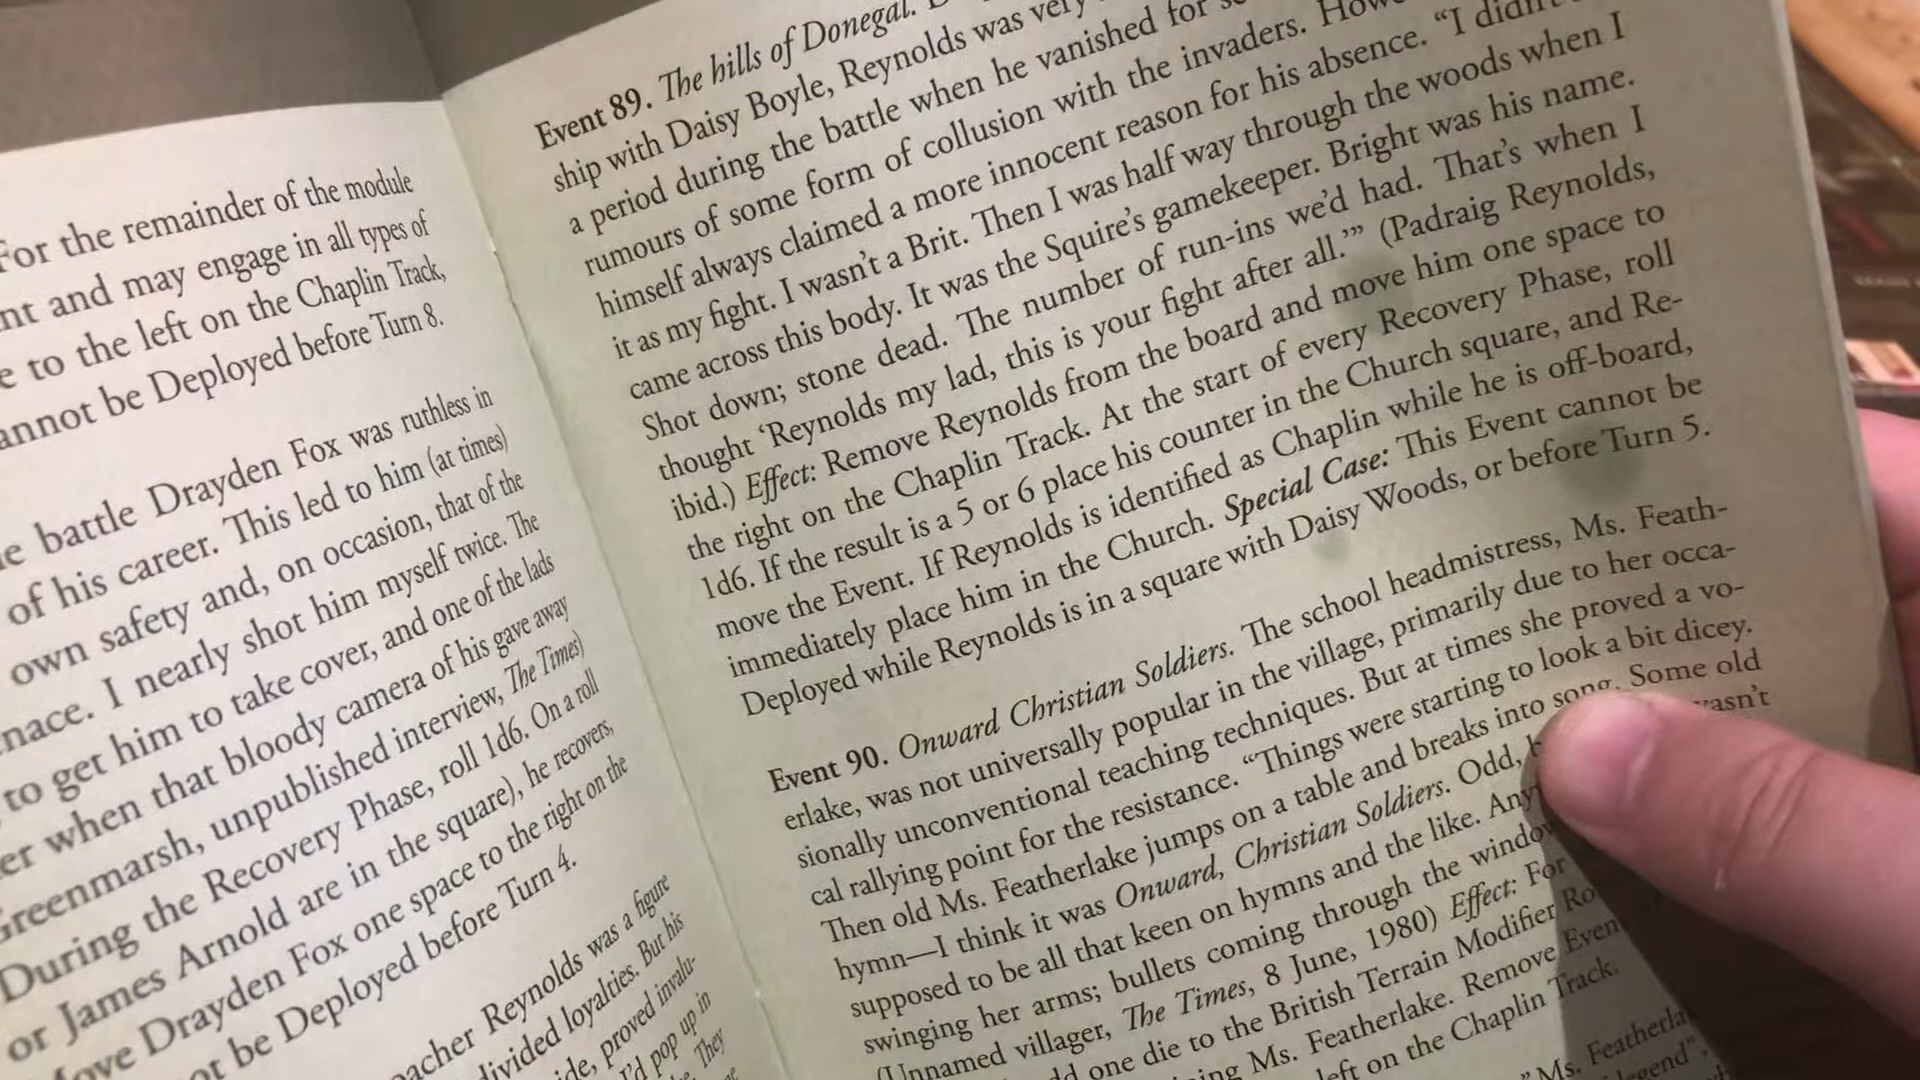 For the remainder of the module
nt and may engage in all types of
e to the left on the Chaplin Track,
annot be Deployed before Turn 8.
e battle Drayden Fox was ruthless in
of his career. This led to him (at times)
own safety and, on occasion, that of the
nace. I nearly shot him myself twice. The
to get him to take cover, and one of the lads
er when that bloody camera of his gave away
Greenmarsh, unpublished interview, The Times)
During the Recovery Phase, roll 1d6. On a roll
or James Arnold are in the square), he recovers,
Move Drayden Fox one space to the right on the
ot be Deployed before Turn 4.
oacher Reynolds was a figure
divided loyalties. But his
ide, proved invalu-
I'd pop up in
They
Event 89. The hills of Donegal.
ship with Daisy Boyle, Reynolds was very
a period during the battle when he vanished for
rumours of some form of collusion with the invaders.
himself always claimed a more innocent reason for his absence. “I didn't
it as my fight. I wasn't a Brit. Then I was half way through the woods when I
came across this body. It was the Squire's gamekeeper. Bright was his name.
Shot down; stone dead. The number of run-ins we'd had. That's when I
thought ‘Reynolds my lad, this is your fight after all.’” (Padraig Reynolds,
ibid.) Effect: Remove Reynolds from the board and move him one space to
the right on the Chaplin Track. At the start of every Recovery Phase, roll
1d6. If the result is a 5 or 6 place his counter in the Church square, and Re-
move the Event. If Reynolds is identified as Chaplin while he is off-board,
immediately place him in the Church. Special Case: This Event cannot be
Deployed while Reynolds is in a square with Daisy Woods, or before Turn 5.
Event 90. Onward Christian Soldiers. The school headmistress, Ms. Feath-
erlake, was not universally popular in the village, primarily due to her occa-
sionally unconventional teaching techniques. But at times she proved a vo-
cal rallying point for the resistance. “Things were starting to look a bit dicey.
Then old Ms. Featherlake jumps on a table and breaks into song. Some old
hymn—I think it was Onward, Christian Soldiers. Odd, wasn't
supposed to be all that keen on hymns and the like. Any
swinging her arms; bullets coming through the window
(Unnamed villager, The Times, 8 June, 1980) Effect: For
dd one die to the British Terrain Modifier Ro
ning Ms. Featherlake. Remove Even
left on the Chaplin Track.
Ms. Featherla
legend”,